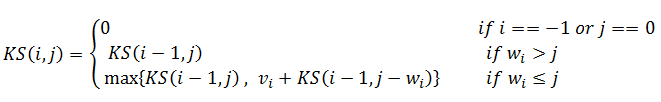 0 if i == −1 or j == 0
KS(i, j) = { KS(i − 1, j) if wᵢ > j
max{KS(i − 1, j) , vᵢ + KS(i − 1, j − wᵢ)} if wᵢ ≤ j